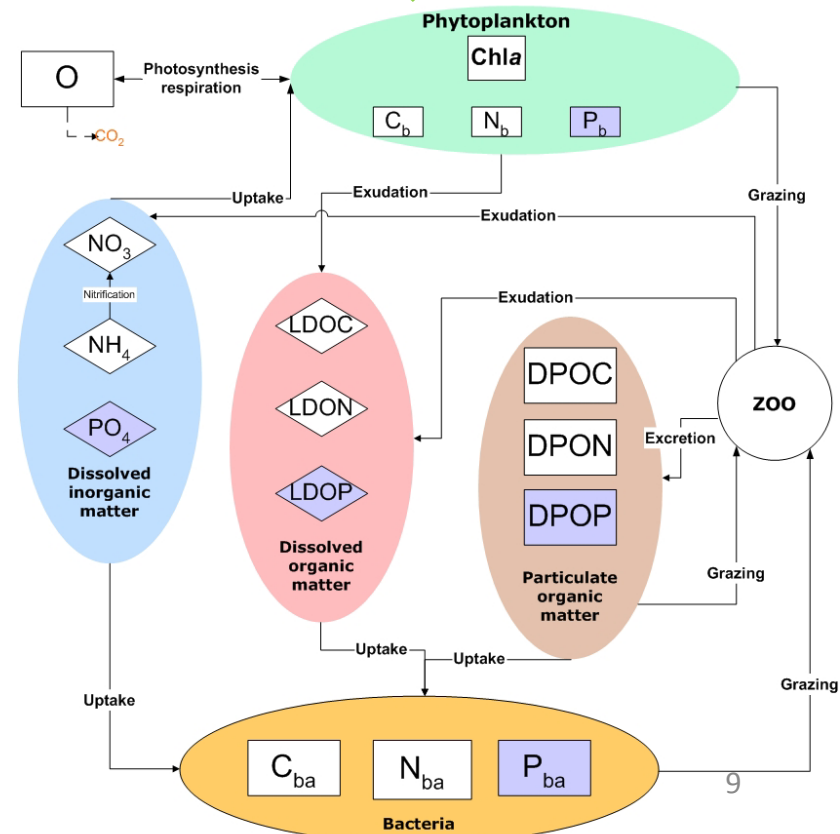 Phytoplankton
Chla
O
Photosynthesis
respiration
CO2
Cb
Nb
Pb
Uptake
Exudation
Grazing
Exudation
NO3
Nitrification
NH4
PO4
Dissolved
inorganic
matter
LDOC
LDON
LDOP
Dissolved
organic
matter
Exudation
DPOC
DPON
DPOP
Particulate
organic
matter
ZOO
Excretion
Grazing
Uptake
Uptake
Uptake
Grazing
Cba
Nba
Pba
Bacteria
9